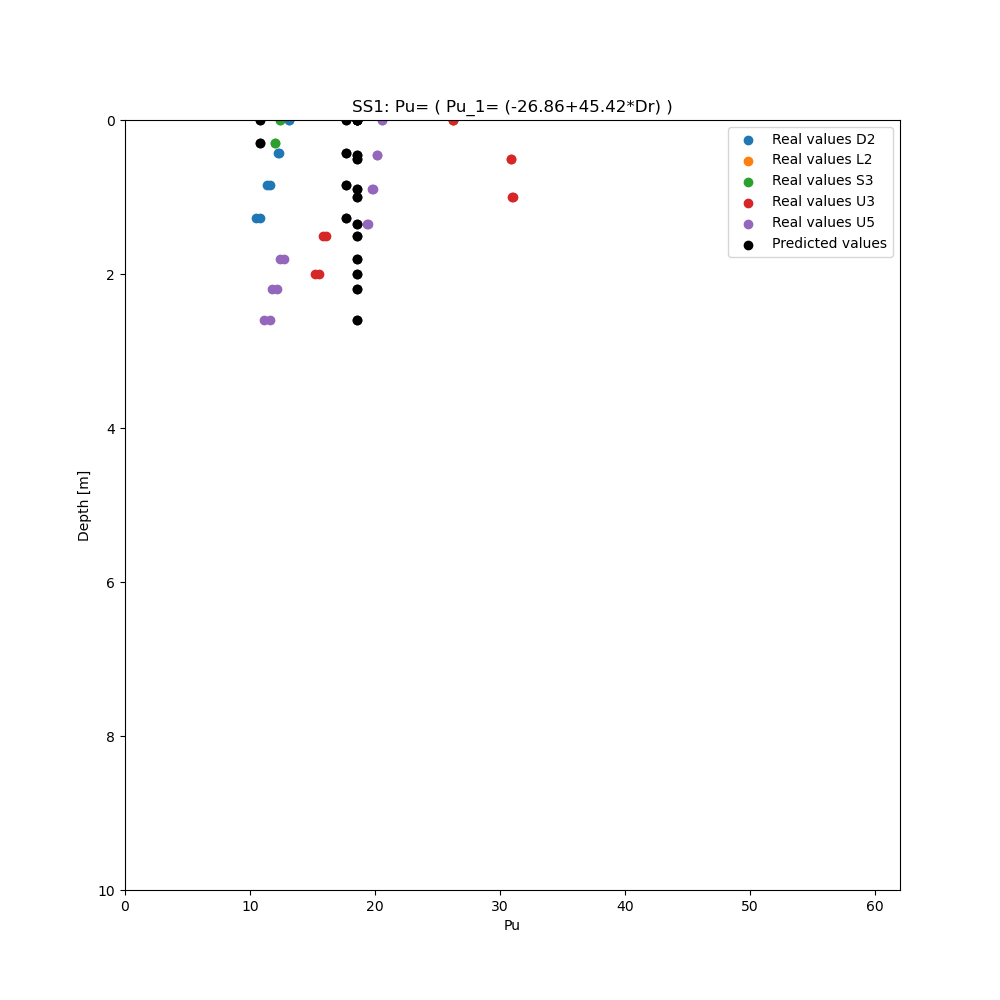 SS1: Pu= ( Pu_1= (-26.86+45.42*Dr) )
Real values D2
Real values L2
Real values S3
Real values U3
Real values U5
Predicted values
0
2
4
6
8
10
Depth [m]
0 10 20 30 40 50 60
Pu